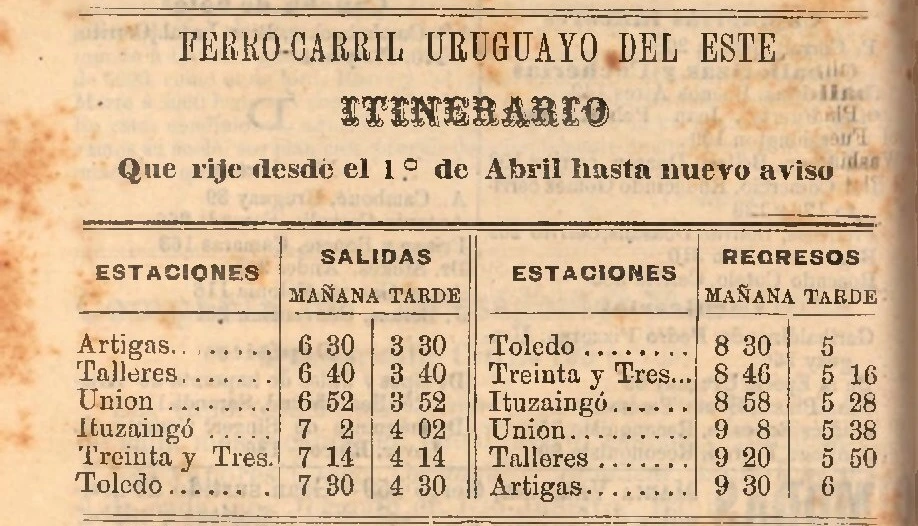 FERRO-CARRIL URUGUAYO DEL ESTE
ITINERARIO
Que rije desde el 1.º de Abril hasta nuevo aviso
ESTACIONES SALIDAS ESTACIONES REGRESOS
MAÑANA TARDE MAÑANA TARDE
Artigas.. ....... 6 30 3 30 Toledo ........ 8 30 5
Talleres....... 6 40 3 40 Treinta y Tres... 8 46 5 16
Union ........ 6 52 3 52 Ituzaingó...... 8 58 5 28
Ituzaingó ..... 7 2 4 02 Union......... 9 8 5 38
Treinta y Tres. 7 14 4 14 Talleres....... 9 20 5 50
Toledo ...... . 7 30 4 30 Artigas........ 9 30 6